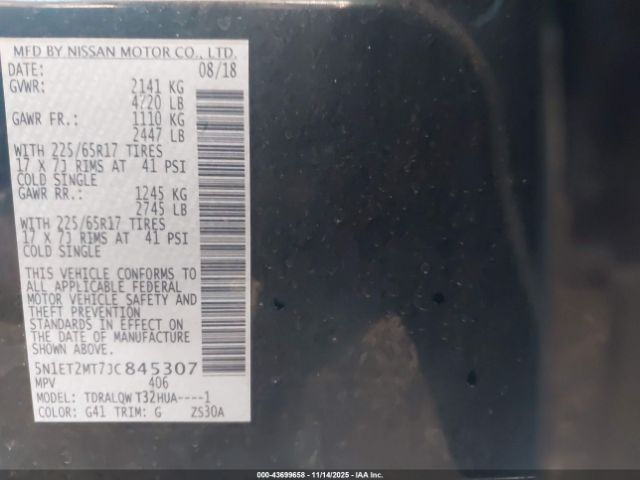 MFD BY NISSAN MOTOR CO., LTD.
DATE: 08/18
GVWR: 2141 KG
4720 LB
GAWR FR.: 1110 KG
2447 LB
WITH 225/65R17 TIRES
17 X 7J RIMS AT 41 PSI
COLD SINGLE
GAWR RR.: 1245 KG
2745 LB
WITH 225/65R17 TIRES
17 X 7J RIMS AT 41 PSI
COLD SINGLE
THIS VEHICLE CONFORMS TO
ALL APPLICABLE FEDERAL
MOTOR VEHICLE SAFETY AND
THEFT PREVENTION
STANDARDS IN EFFECT ON
THE DATE OF MANUFACTURE
SHOWN ABOVE.
5N1ET2MT7JC845307
MPV 406
MODEL: TDRALQW T32HUA----1
COLOR: G41 TRIM: G ZS30A
000-43699658 - 11/14/2025 - IAAI.com